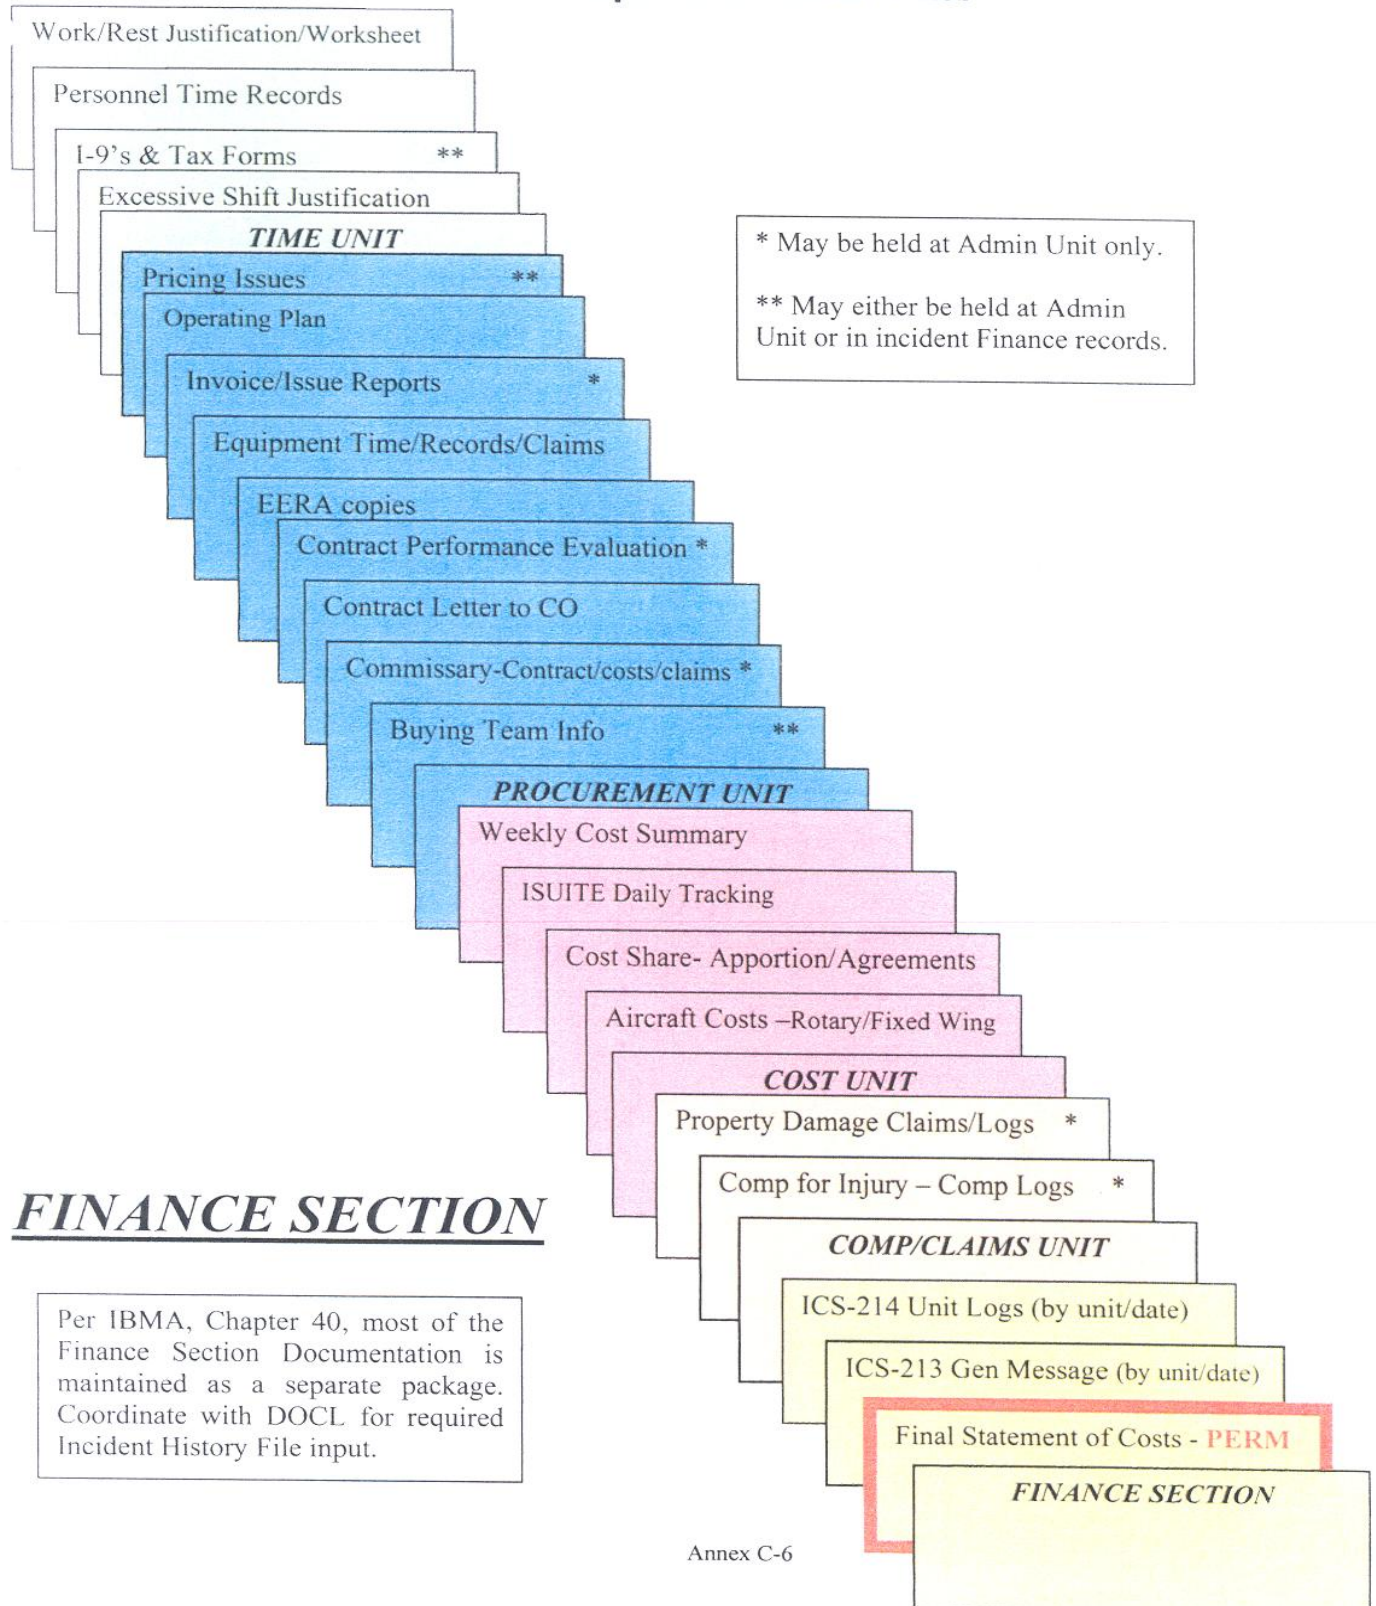 Work/Rest Justification/Worksheet
Personnel Time Records
I-9's & Tax Forms **
Excessive Shift Justification
TIME UNIT
Pricing Issues **
Operating Plan
Invoice/Issue Reports *
Equipment Time/Records/Claims
EERA copies
Contract Performance Evaluation *
Contract Letter to CO
Commissary-Contract/costs/claims *
Buying Team Info **
PROCUREMENT UNIT
Weekly Cost Summary
ISUITE Daily Tracking
Cost Share- Apportion/Agreements
Aircraft Costs –Rotary/Fixed Wing
COST UNIT
Property Damage Claims/Logs *
Comp for Injury – Comp Logs *
COMP/CLAIMS UNIT
ICS-214 Unit Logs (by unit/date)
ICS-213 Gen Message (by unit/date)
Final Statement of Costs - PERM
FINANCE SECTION
* May be held at Admin Unit only.
** May either be held at Admin
Unit or in incident Finance records.
FINANCE SECTION
Per IBMA, Chapter 40, most of the
Finance Section Documentation is
maintained as a separate package.
Coordinate with DOCL for required
Incident History File input.
Annex C-6